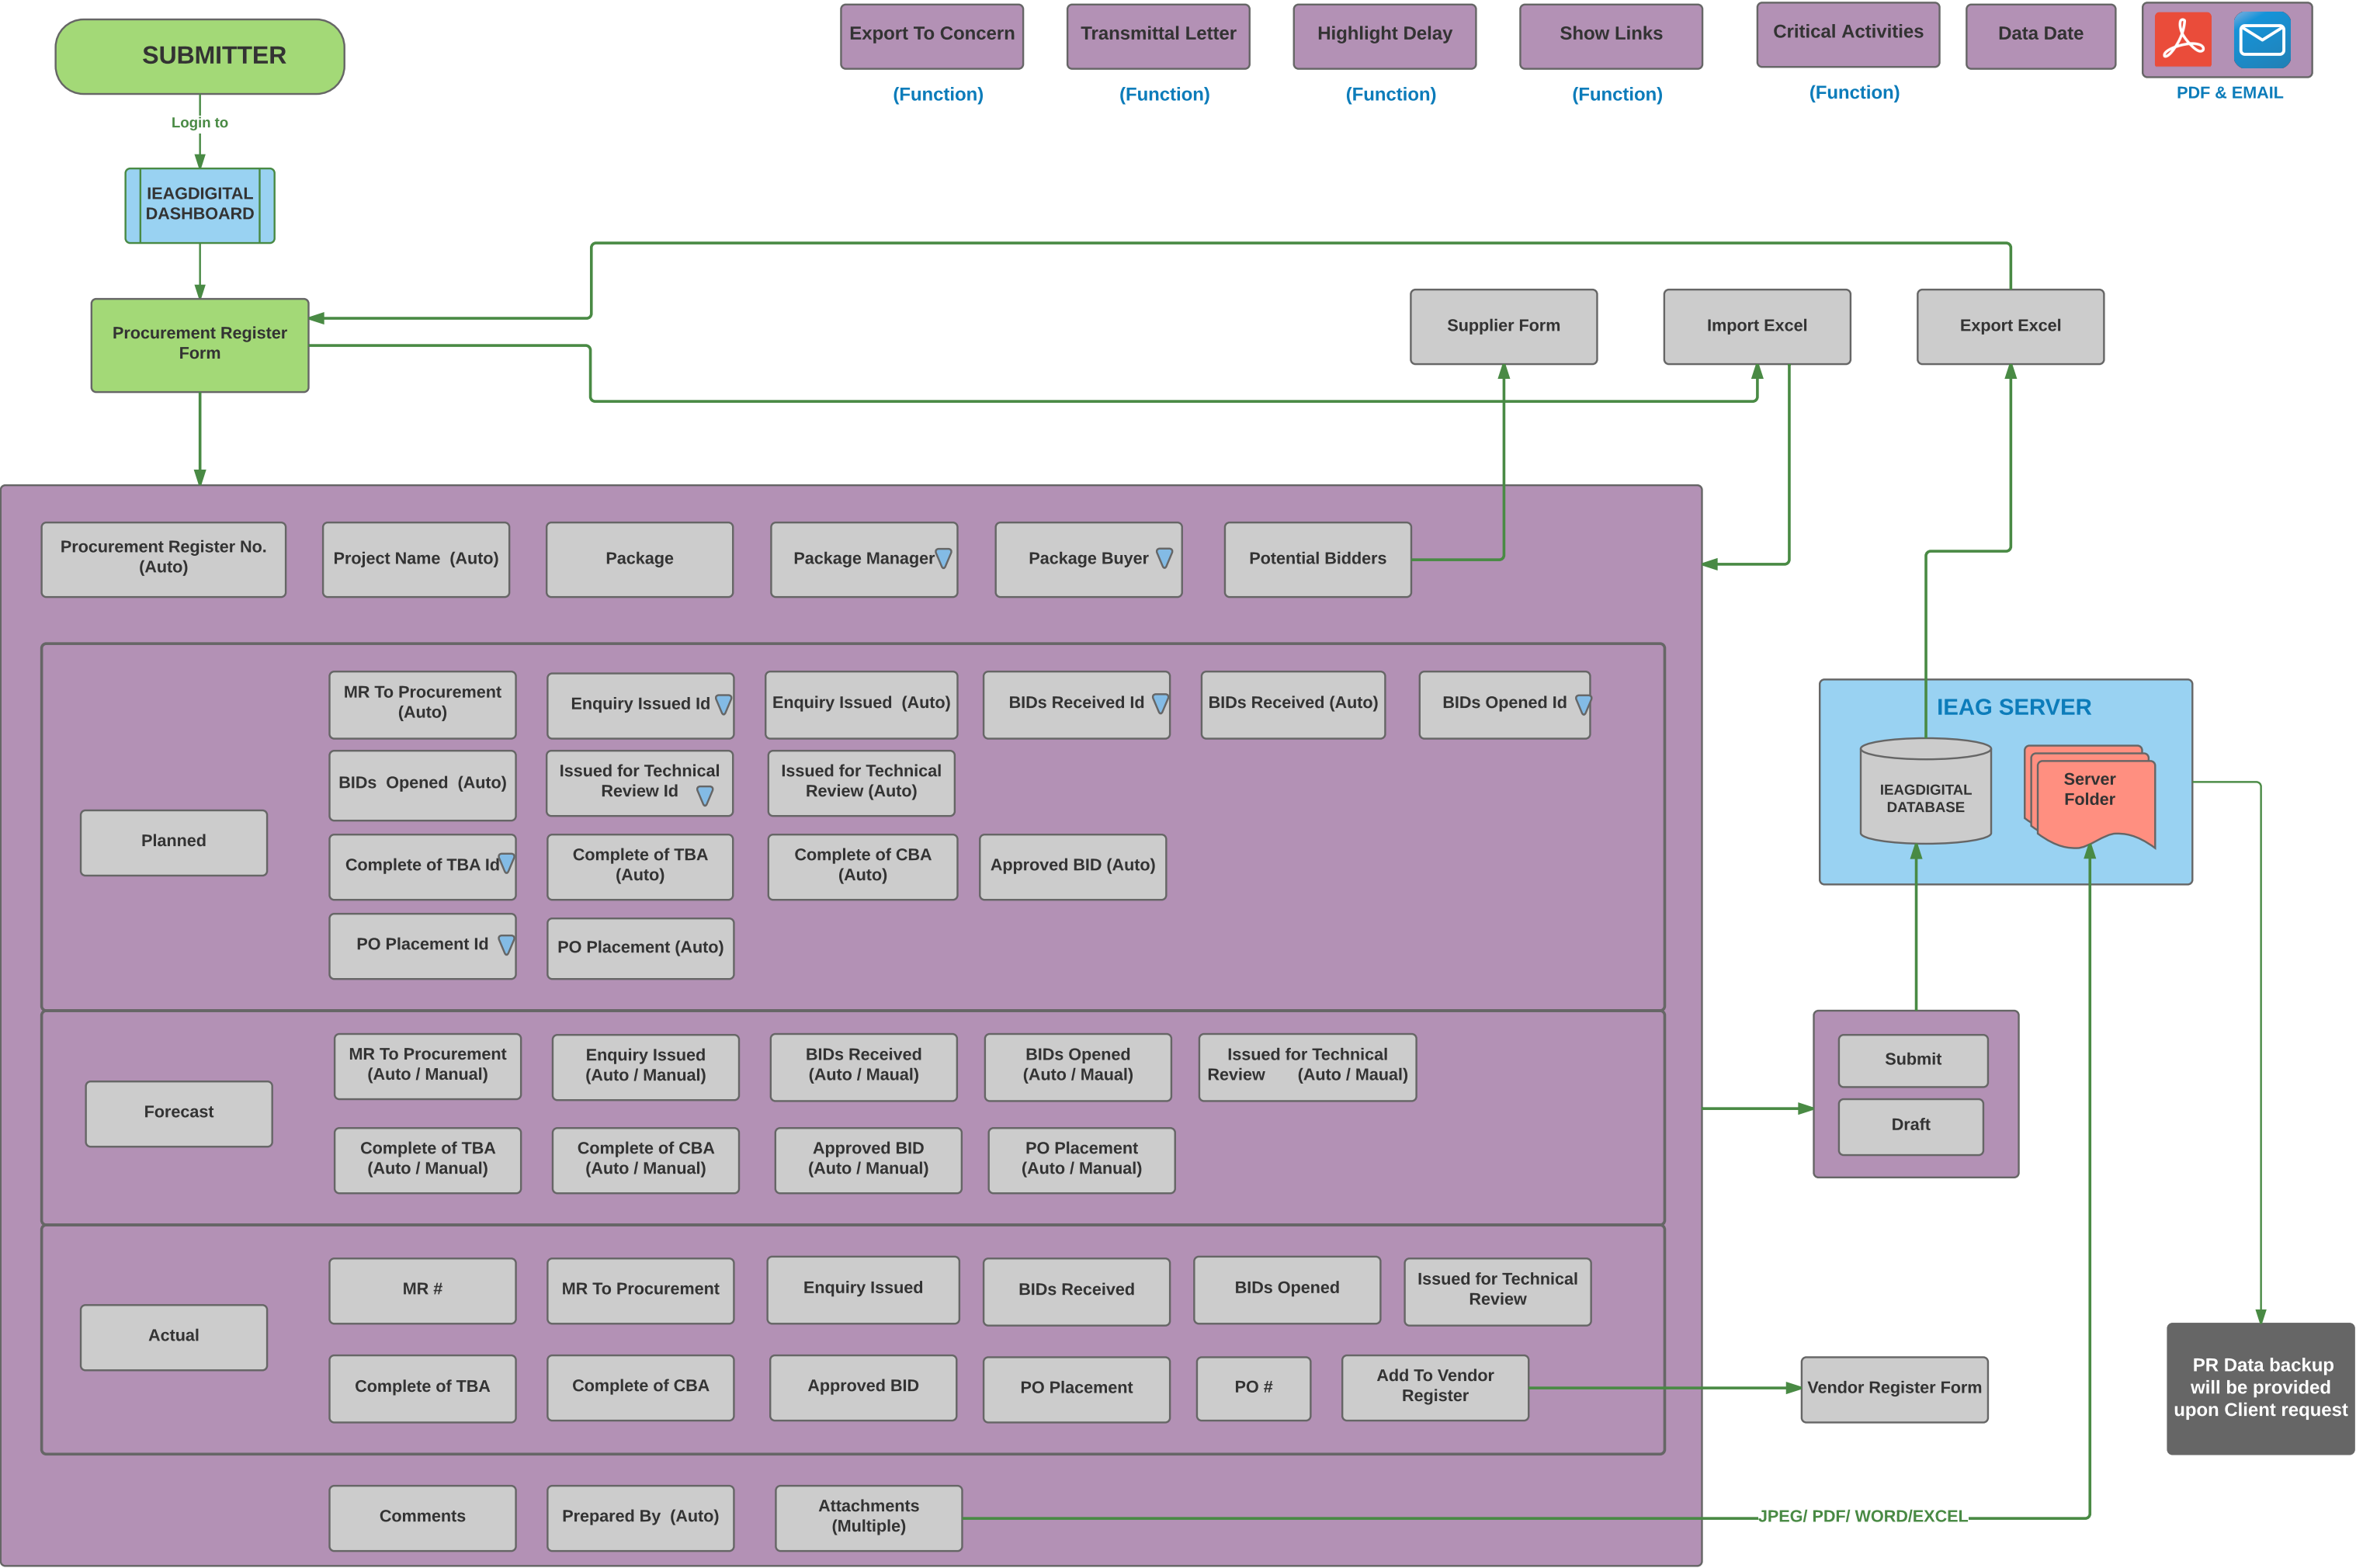 SUBMITTER
Export To Concern
Transmittal Letter
Highlight Delay
Show Links
Critical Activities
Data Date
(Function)
(Function)
(Function)
(Function)
(Function)
PDF & EMAIL
Login to
IEAGDIGITAL
DASHBOARD
Procurement Register
Form
Supplier Form
Import Excel
Export Excel
Procurement Register No.
(Auto)
Project Name (Auto)
Package
Package Manager
Package Buyer
Potential Bidders
Planned
MR To Procurement
(Auto)
Enquiry Issued Id
Enquiry Issued (Auto)
BIDs Received Id
BIDs Received (Auto)
BIDs Opened Id
BIDs Opened (Auto)
Issued for Technical
Review Id
Issued for Technical
Review (Auto)
Complete of TBA Id
Complete of TBA
(Auto)
Complete of CBA
(Auto)
Approved BID (Auto)
PO Placement Id
PO Placement (Auto)
IEAG SERVER
IEAGDIGITAL
DATABASE
Server
Folder
Forecast
MR To Procurement
(Auto / Manual)
Enquiry Issued
(Auto / Manual)
BIDs Received
(Auto / Maual)
BIDs Opened
(Auto / Maual)
Issued for Technical
Review (Auto / Maual)
Complete of TBA
(Auto / Manual)
Complete of CBA
(Auto / Manual)
Approved BID
(Auto / Manual)
PO Placement
(Auto / Manual)
Submit
Draft
Actual
MR #
MR To Procurement
Enquiry Issued
BIDs Received
BIDs Opened
Issued for Technical
Review
Complete of TBA
Complete of CBA
Approved BID
PO Placement
PO #
Add To Vendor
Register
Vendor Register Form
PR Data backup
will be provided
upon Client request
Comments
Prepared By (Auto)
Attachments
(Multiple)
JPEG/ PDF/ WORD/EXCEL